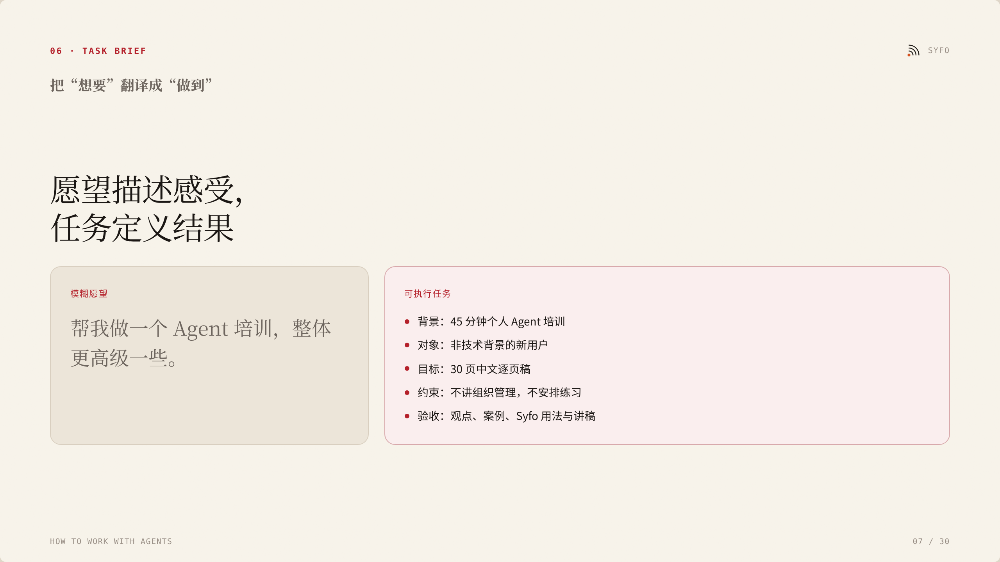 06 · TASK BRIEF
SYFO
把“想要”翻译成“做到”
愿望描述感受，
任务定义结果
模糊愿望
帮我做一个 Agent 培训，整体
更高级一些。
可执行任务
背景：45 分钟个人 Agent 培训
对象：非技术背景的新用户
目标：30 页中文逐页稿
约束：不讲组织管理，不安排练习
验收：观点、案例、Syfo 用法与讲稿
HOW TO WORK WITH AGENTS
07 / 30